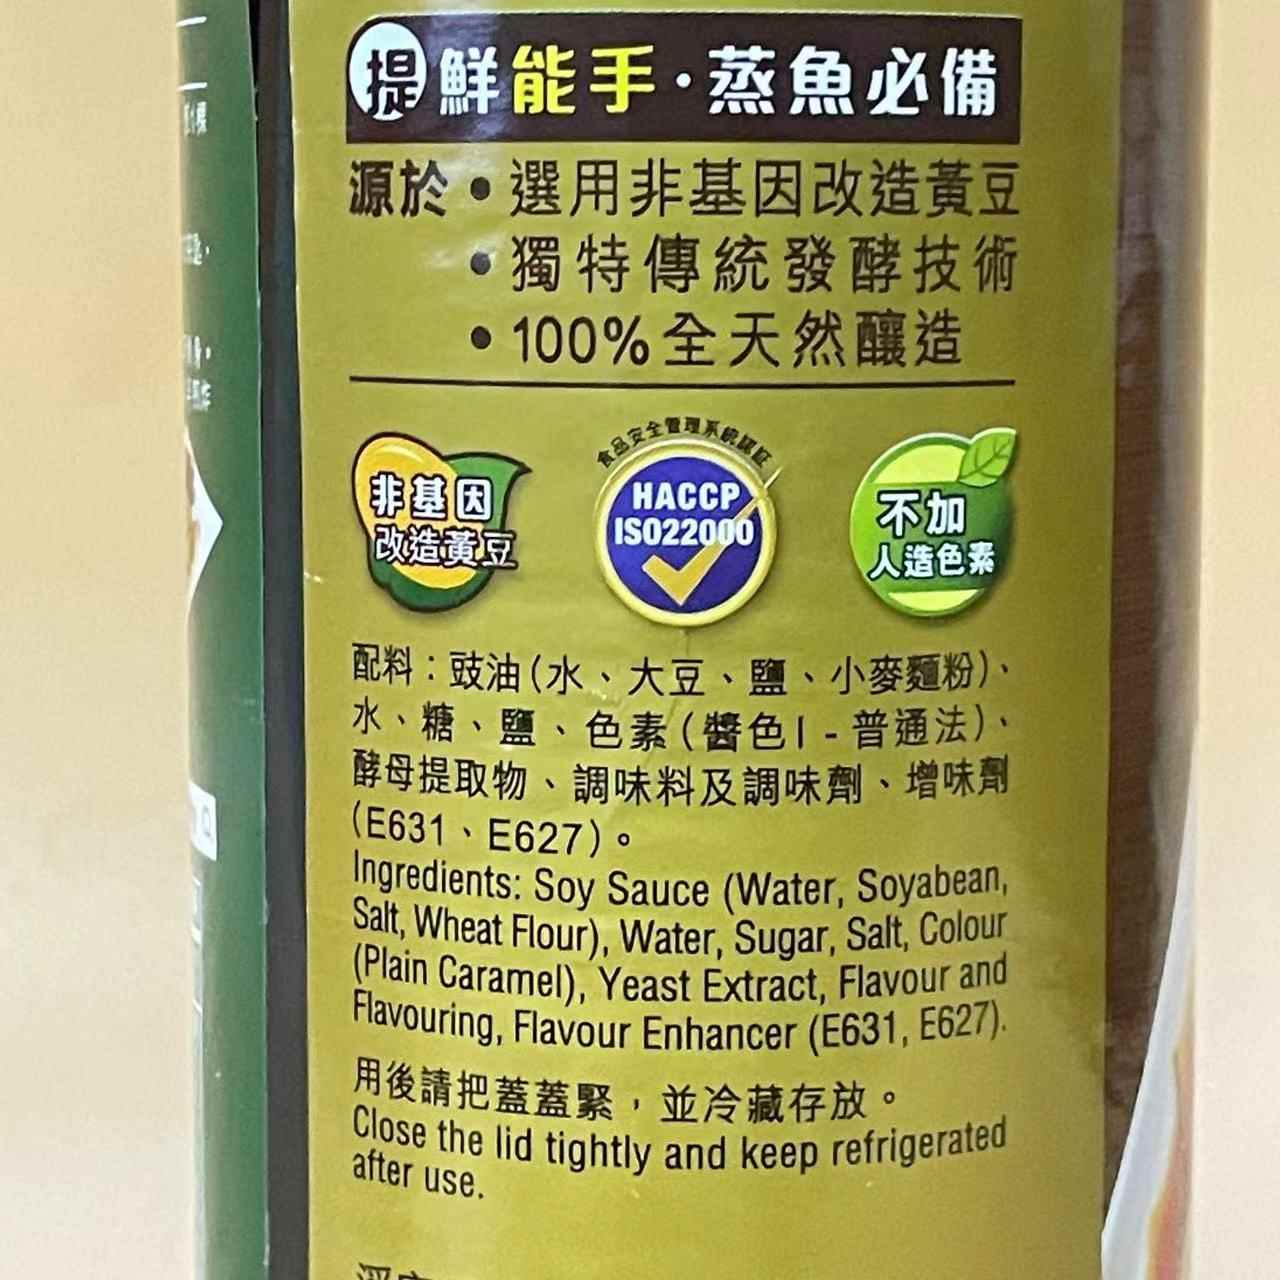 提鮮能手·蒸魚必備
源於•選用非基因改造黃豆
•獨特傳統發酵技術
•100%全天然釀造
非基因
改造黃豆
食品安全管理系統認証
HACCP
ISO22000
不加
人造色素
配料：豉油(水、大豆、鹽、小麥麵粉)、
水、糖、鹽、色素(醬色I-普通法)、
酵母提取物、調味料及調味劑、增味劑
(E631、E627)。
Ingredients: Soy Sauce (Water, Soyabean,
Salt, Wheat Flour), Water, Sugar, Salt, Colour
(Plain Caramel), Yeast Extract, Flavour and
Flavouring, Flavour Enhancer (E631, E627).
用後請把蓋蓋緊，並冷藏存放。
Close the lid tightly and keep refrigerated
after use.